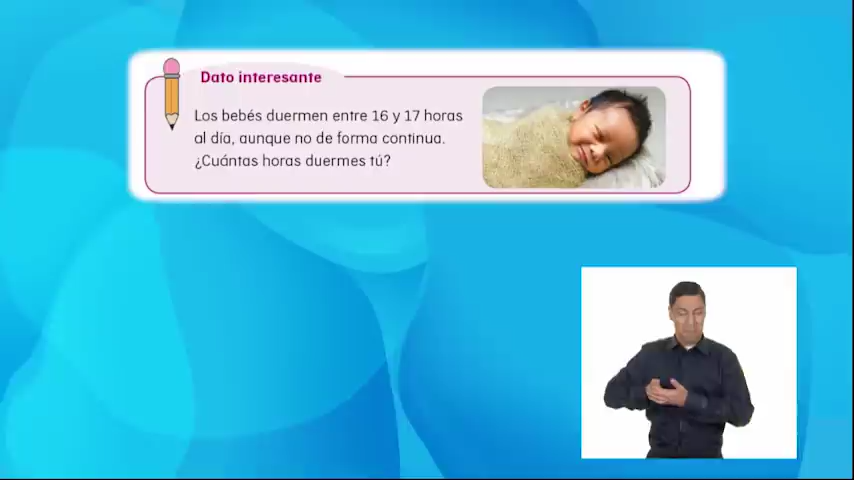 Dato interesante
Los bebés duermen entre 16 y 17 horas
al día, aunque no de forma continua.
¿Cuántas horas duermes tú?